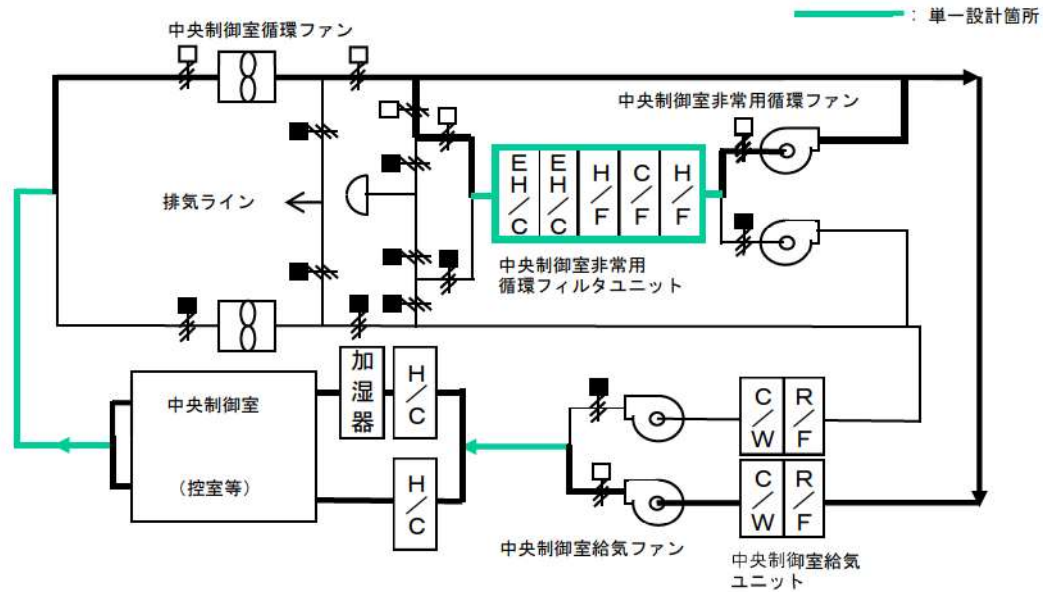 ：単一設計箇所
中央制御室循環ファン
中央制御室非常用循環ファン
排気ライン
EH/C
EH/C
H/F
C/F
H/F
中央制御室非常用
循環フィルタユニット
加湿器
H/C
中央制御室
（控室等）
H/C
C/W
R/F
C/W
R/F
中央制御室給気ファン
中央制御室給気
ユニット